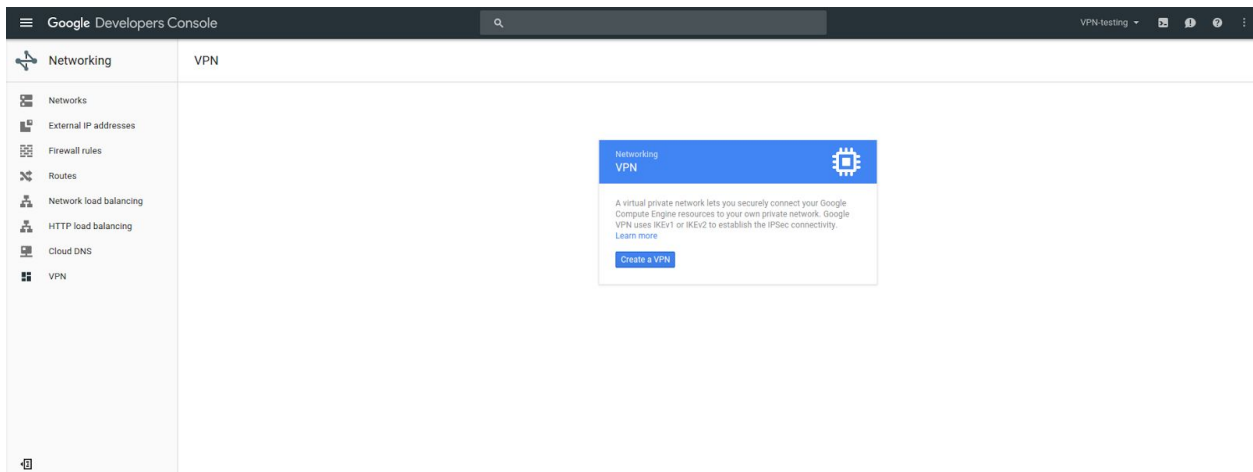 Google Developers Console
VPN-testing
Networking
VPN
Networks
External IP addresses
Firewall rules
Routes
Network load balancing
HTTP load balancing
Cloud DNS
VPN
Networking
VPN
A virtual private network lets you securely connect your Google
Compute Engine resources to your own private network. Google
VPN uses IKEv1 or IKEv2 to establish the IPSec connectivity.
Learn more
Create a VPN